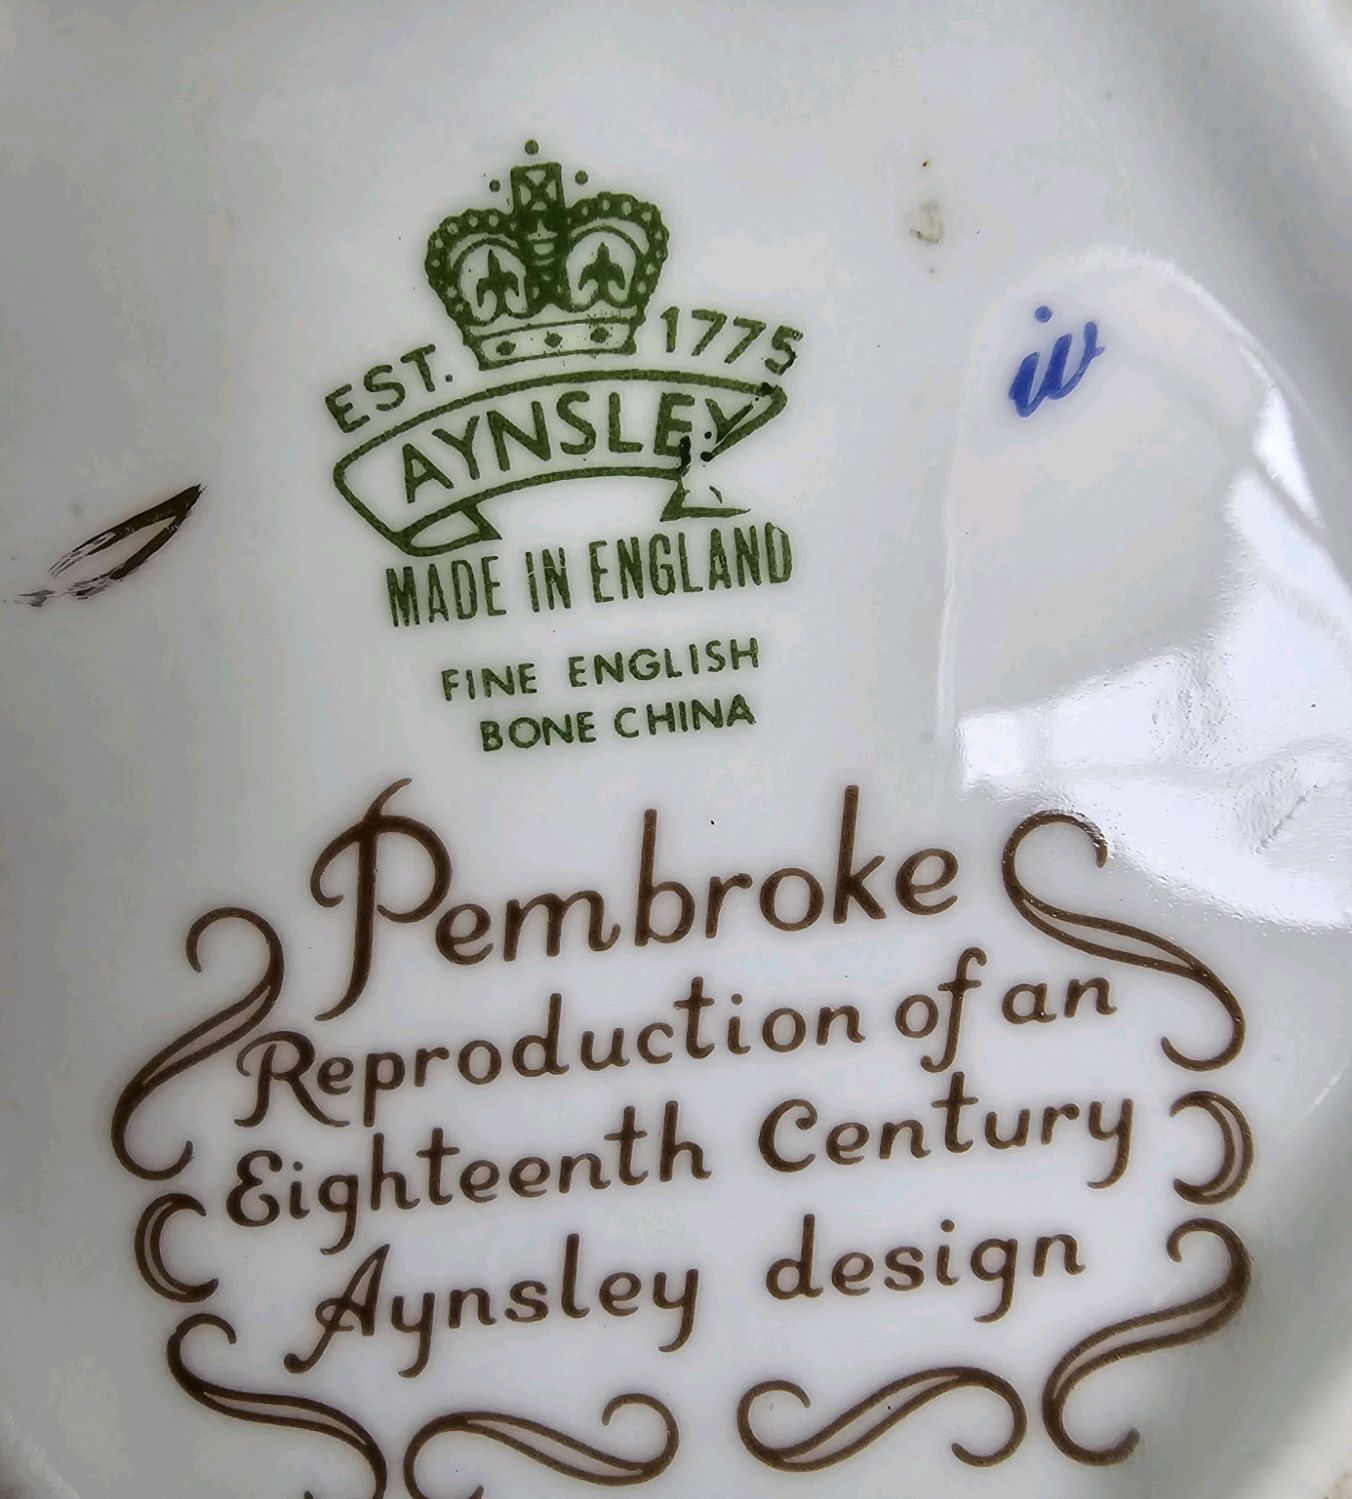 EST. 1775
AYNSLEY
MADE IN ENGLAND
FINE ENGLISH
BONE CHINA
Pembroke
Reproduction of an
Eighteenth Century
Aynsley design